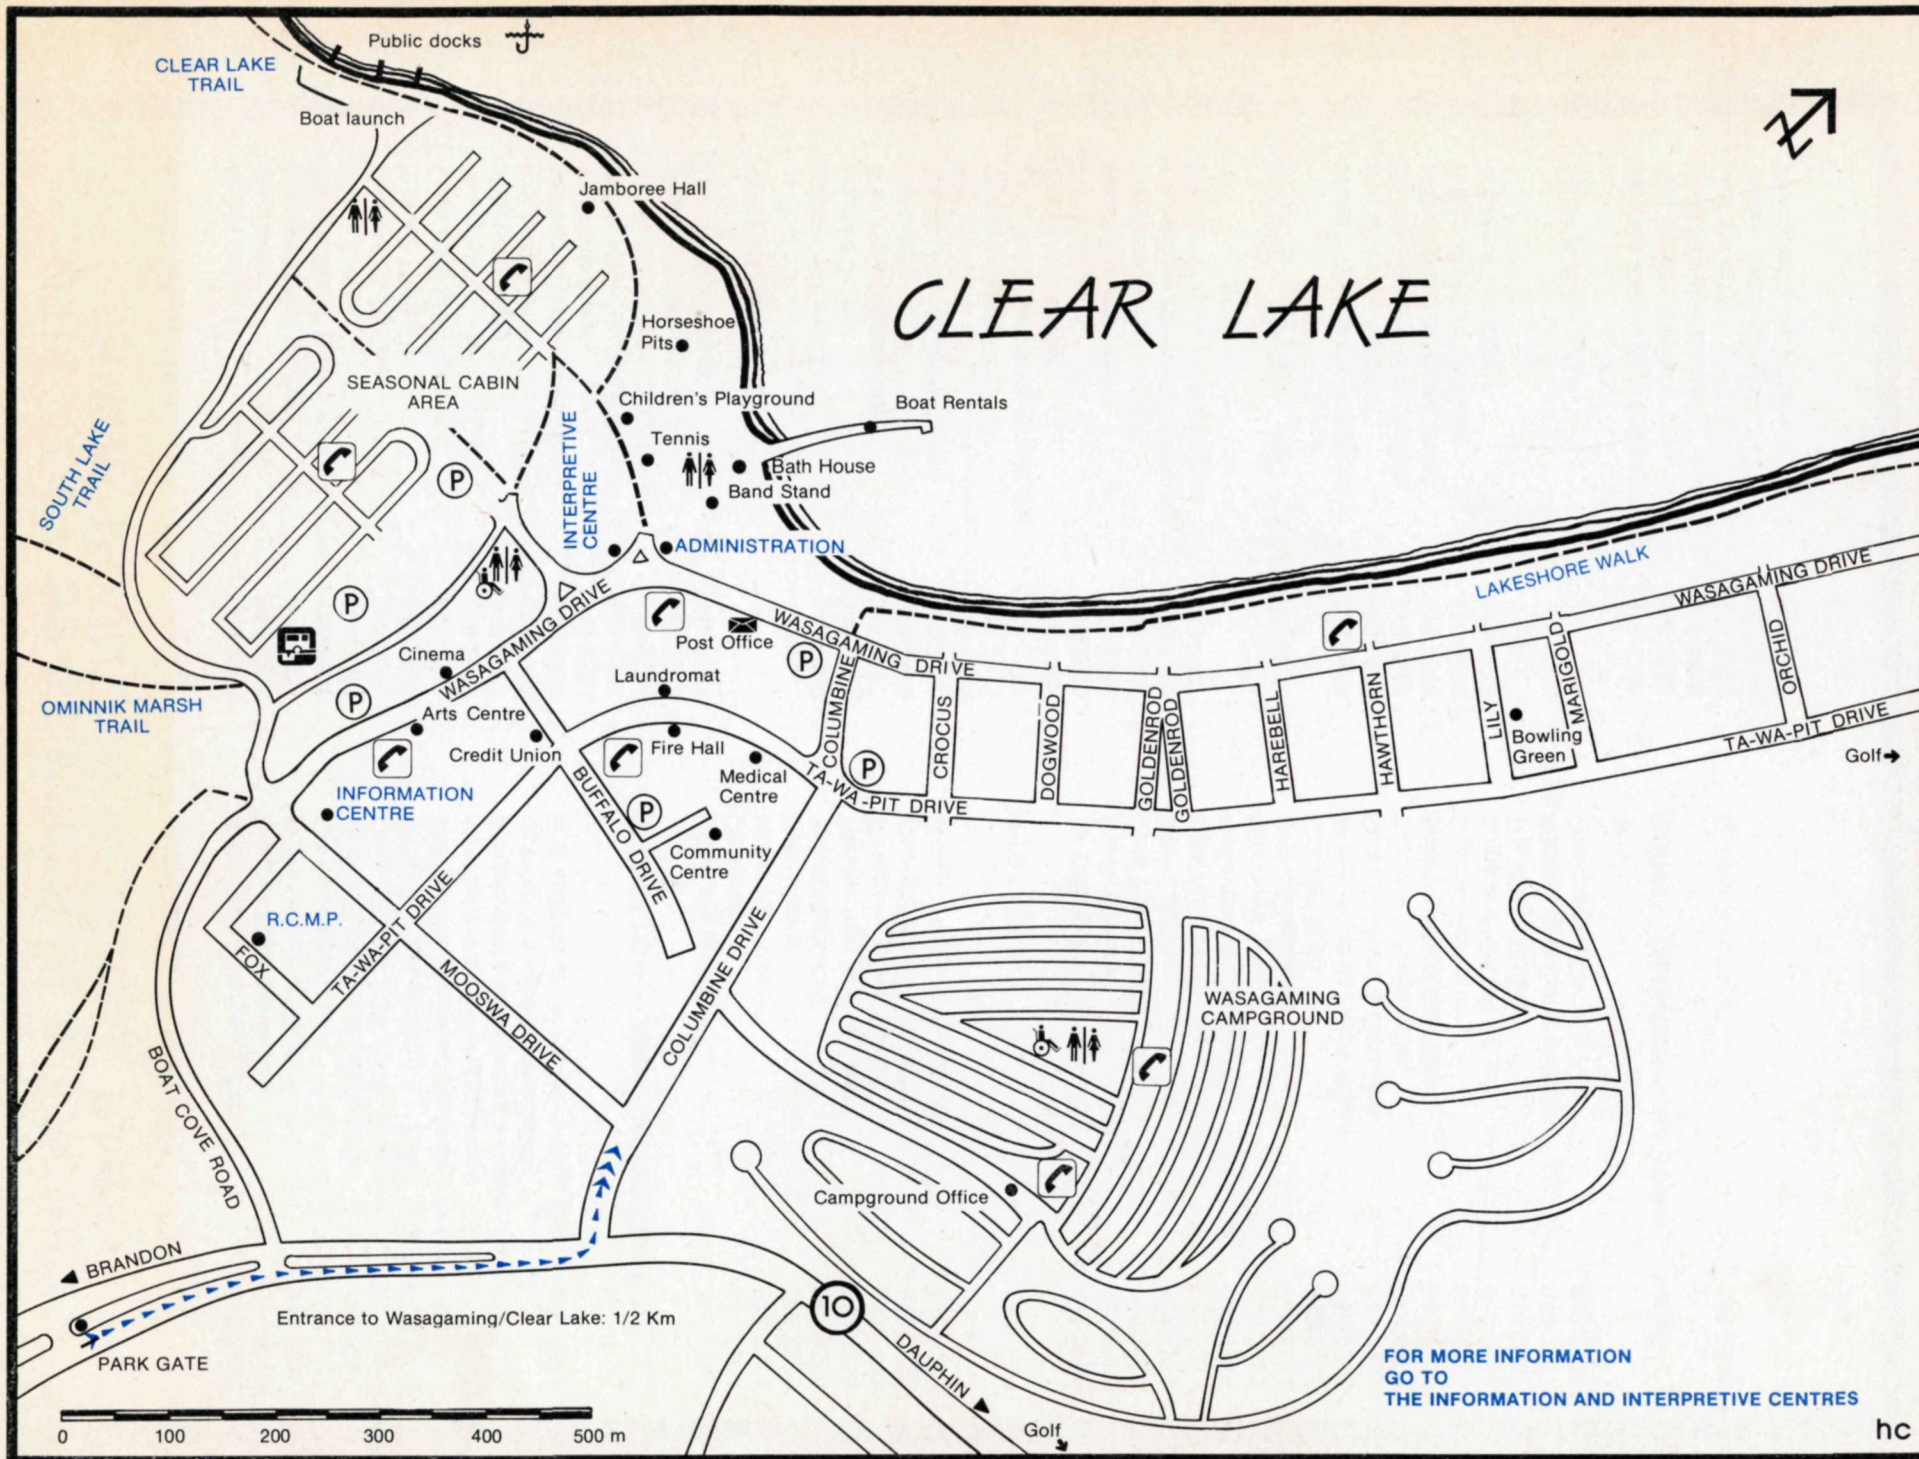 Public docks
CLEAR LAKE
TRAIL
Boat launch
N
Jamboree Hall
CLEAR LAKE
Horseshoe
Pits
SEASONAL CABIN
AREA
Children's Playground
Boat Rentals
Tennis
Bath House
Band Stand
SOUTH LAKE
TRAIL
P
INTERPRETIVE
CENTRE
ADMINISTRATION
LAKESHORE WALK
WASAGAMING DRIVE
P
WASAGAMING DRIVE
Post Office
WASAGAMING DRIVE
P
Cinema
Laundromat
OMINNIK MARSH
TRAIL
P
Arts Centre
Credit Union
Fire Hall
Medical
Centre
COLUMBINE
P
CROCUS
DOGWOOD
GOLDENROD
GOLDENROD
HAREBELL
HAWTHORN
LILY
Bowling
Green
MARIGOLD
ORCHID
TA-WA-PIT DRIVE
Golf
INFORMATION
CENTRE
BUFFALO DRIVE
P
TA-WA-PIT DRIVE
Community
Centre
R.C.M.P.
FOX
TA-WA-PIT DRIVE
MOOSWA DRIVE
COLUMBINE DRIVE
WASAGAMING
CAMPGROUND
BOAT COVE ROAD
Campground Office
BRANDON
Entrance to Wasagaming/Clear Lake: 1/2 Km
PARK GATE
10
DAUPHIN
Golf
FOR MORE INFORMATION
GO TO
THE INFORMATION AND INTERPRETIVE CENTRES
0 100 200 300 400 500 m
hc